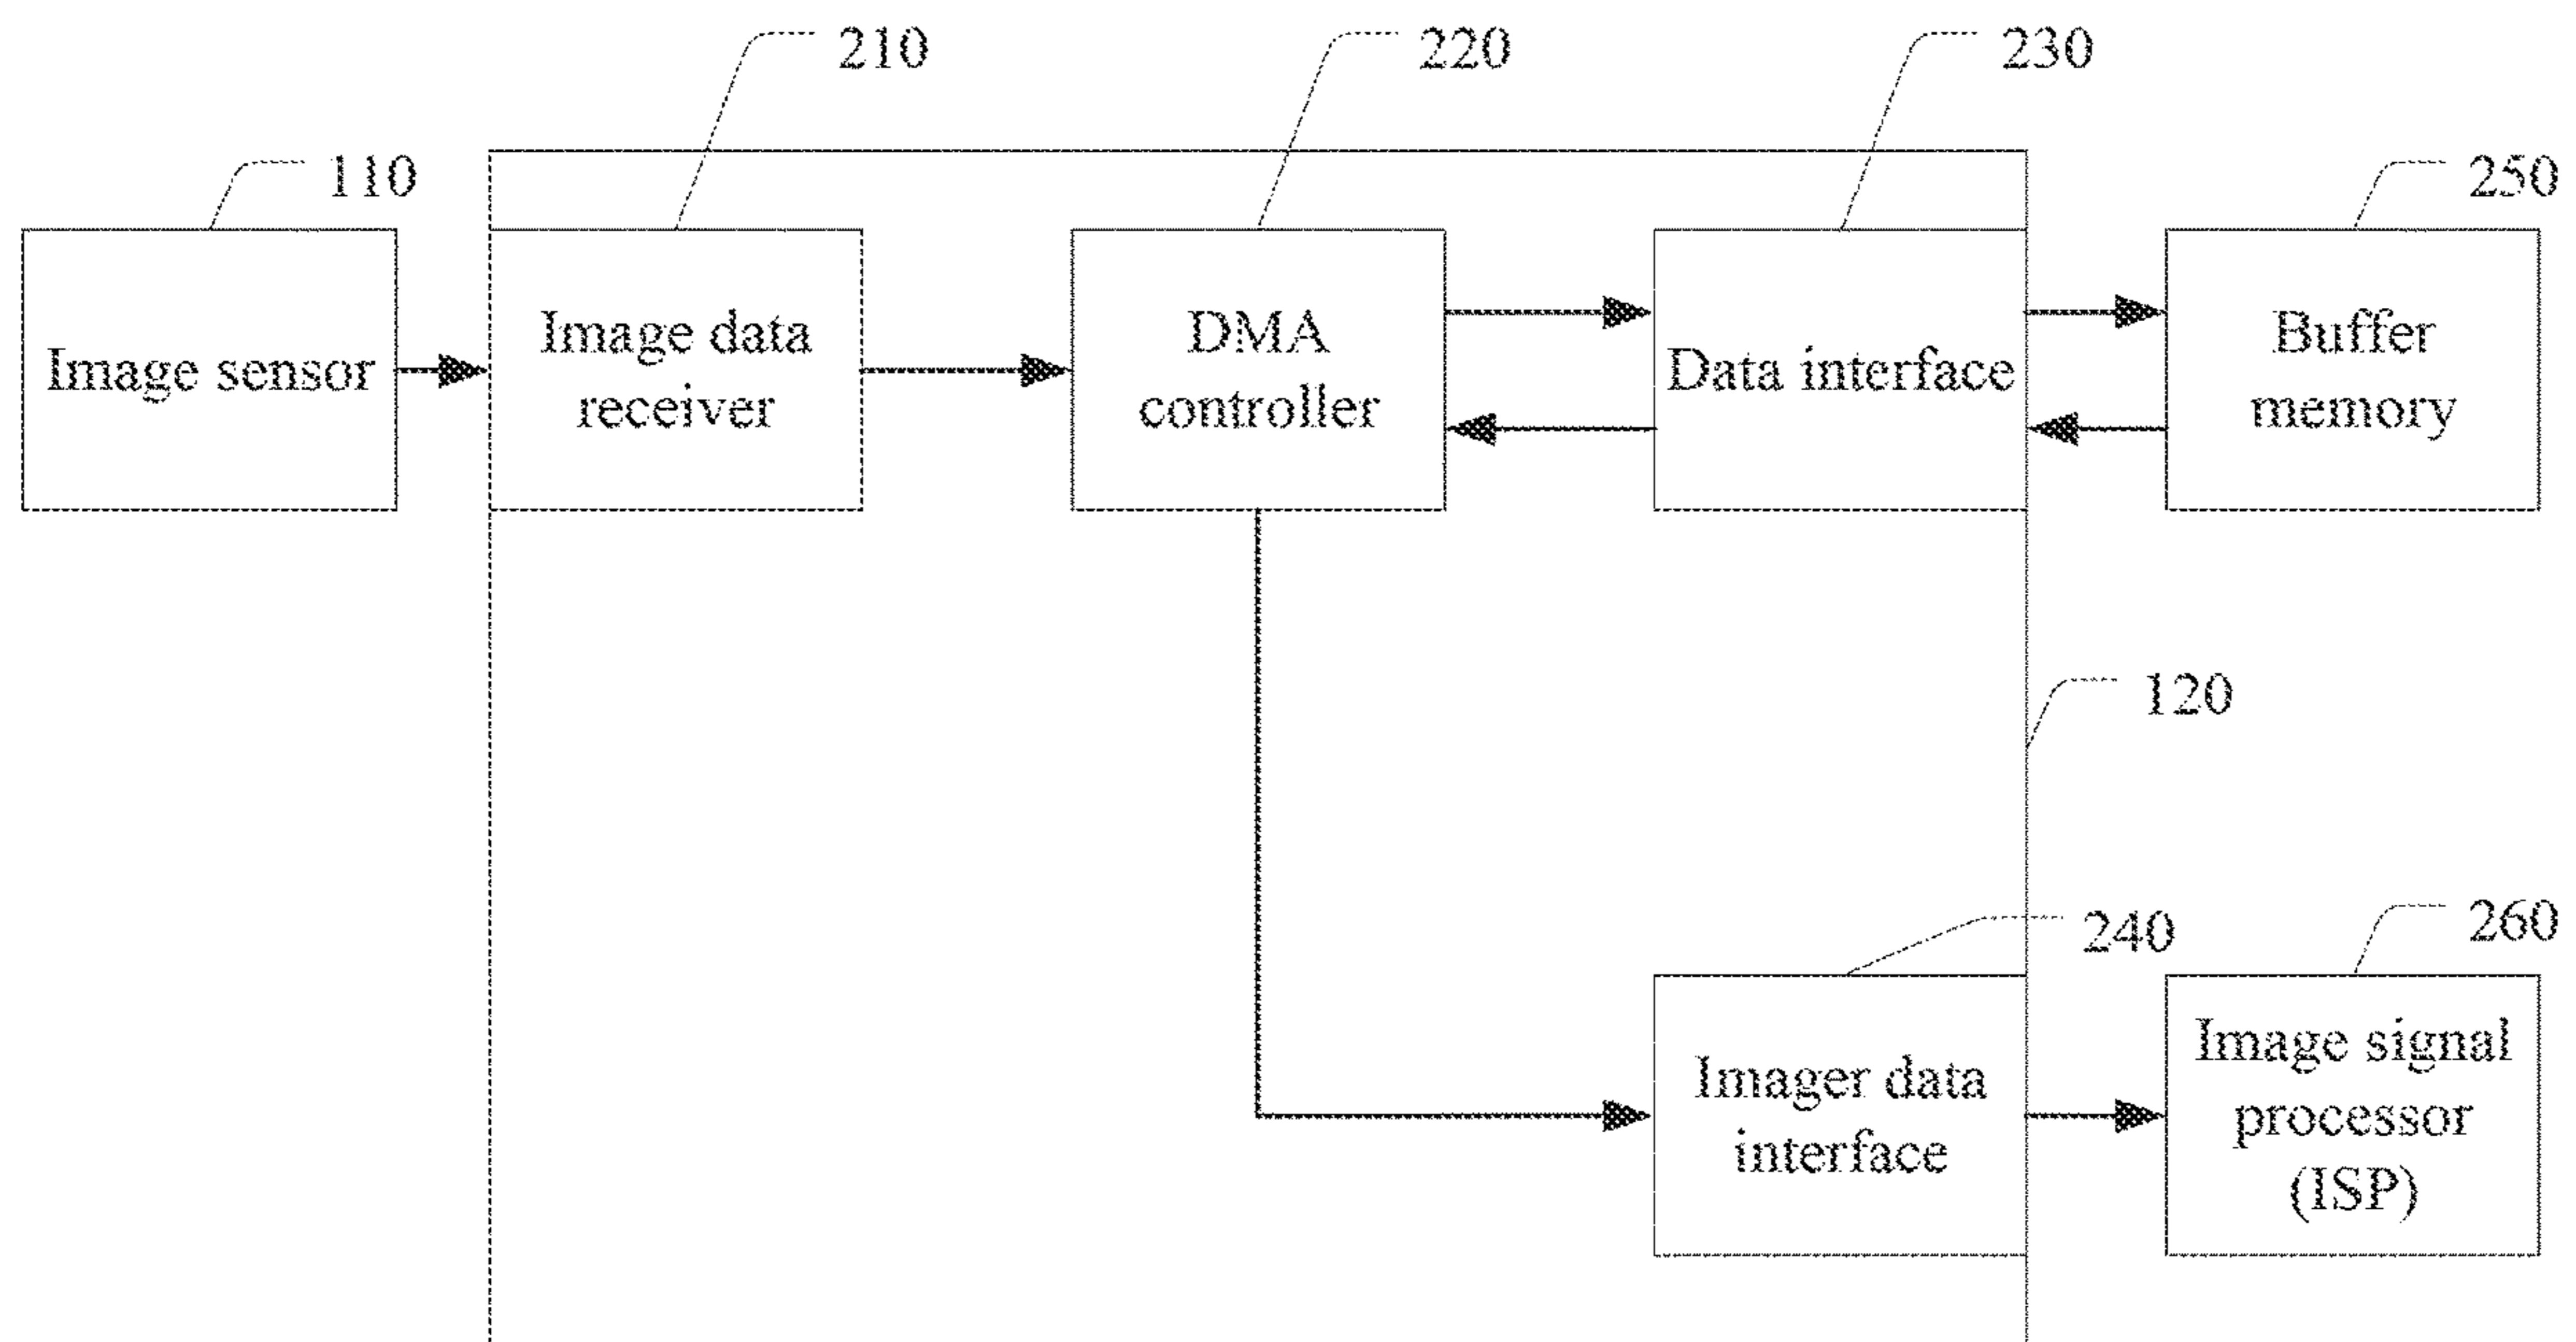 210
220
230
110
250
Image sensor
Image data
receiver
DMA
controller
Data interface
Buffer
memory
120
240
260
Imager data
interface
Image signal
processor
(ISP)